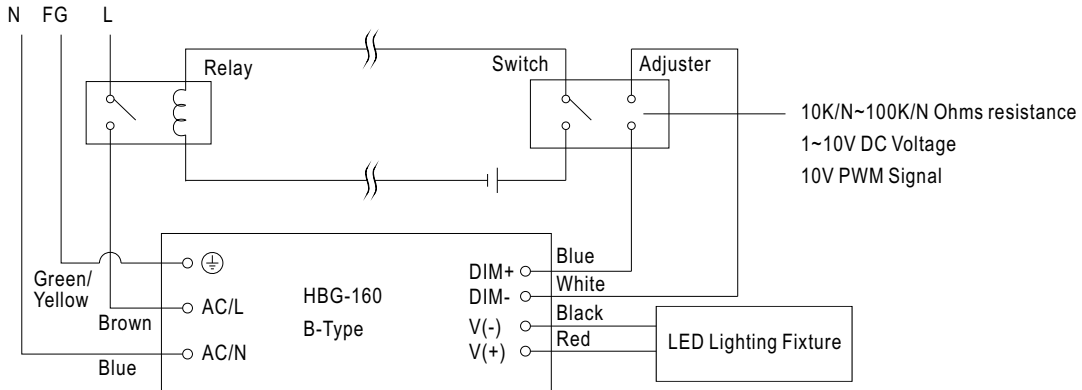 N FG L
Relay
Switch
Adjuster
10K/N~100K/N Ohms resistance
1~10V DC Voltage
10V PWM Signal
Green/
Yellow
Brown
Blue
AC/L
AC/N
HBG-160
B-Type
DIM+
DIM-
V(-)
V(+)
Blue
White
Black
Red
LED Lighting Fixture